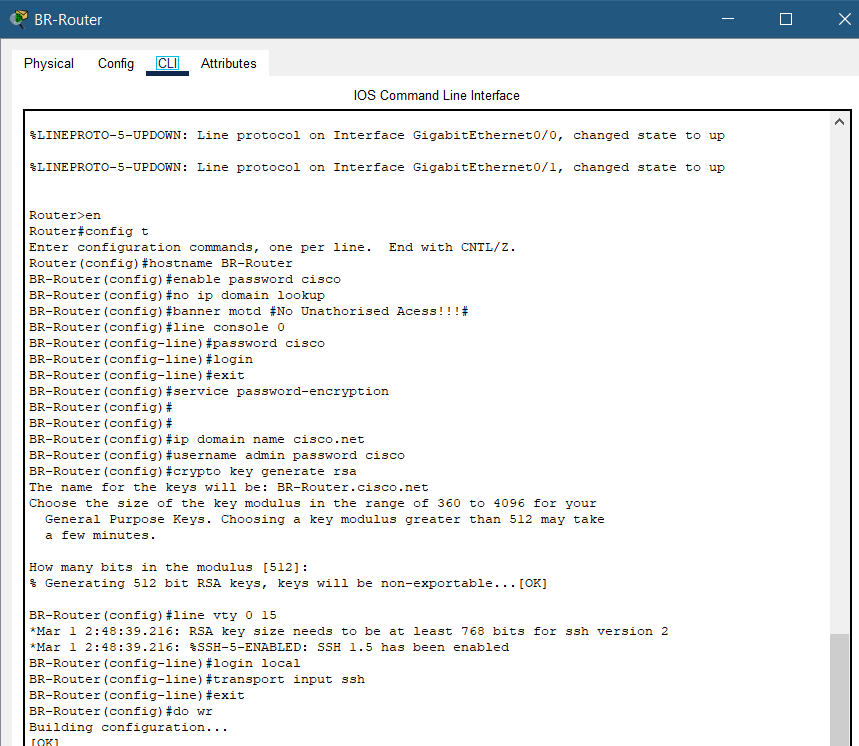 BR-Router
Physical Config CLI Attributes
IOS Command Line Interface
%LINEPROTO-5-UPDOWN: Line protocol on Interface GigabitEthernet0/0, changed state to up
%LINEPROTO-5-UPDOWN: Line protocol on Interface GigabitEthernet0/1, changed state to up
Router>en
Router#config t
Enter configuration commands, one per line.  End with CNTL/Z.
Router(config)#hostname BR-Router
BR-Router(config)#enable password cisco
BR-Router(config)#no ip domain lookup
BR-Router(config)#banner motd #No Unathorised Acess!!!#
BR-Router(config)#line console 0
BR-Router(config-line)#password cisco
BR-Router(config-line)#login
BR-Router(config-line)#exit
BR-Router(config)#service password-encryption
BR-Router(config)#
BR-Router(config)#
BR-Router(config)#ip domain name cisco.net
BR-Router(config)#username admin password cisco
BR-Router(config)#crypto key generate rsa
The name for the keys will be: BR-Router.cisco.net
Choose the size of the key modulus in the range of 360 to 4096 for your
  General Purpose Keys. Choosing a key modulus greater than 512 may take
  a few minutes.
How many bits in the modulus [512]:
% Generating 512 bit RSA keys, keys will be non-exportable...[OK]
BR-Router(config)#line vty 0 15
*Mar 1 2:48:39.216: RSA key size needs to be at least 768 bits for ssh version 2
*Mar 1 2:48:39.216: %SSH-5-ENABLED: SSH 1.5 has been enabled
BR-Router(config-line)#login local
BR-Router(config-line)#transport input ssh
BR-Router(config-line)#exit
BR-Router(config)#do wr
Building configuration...
[OK]